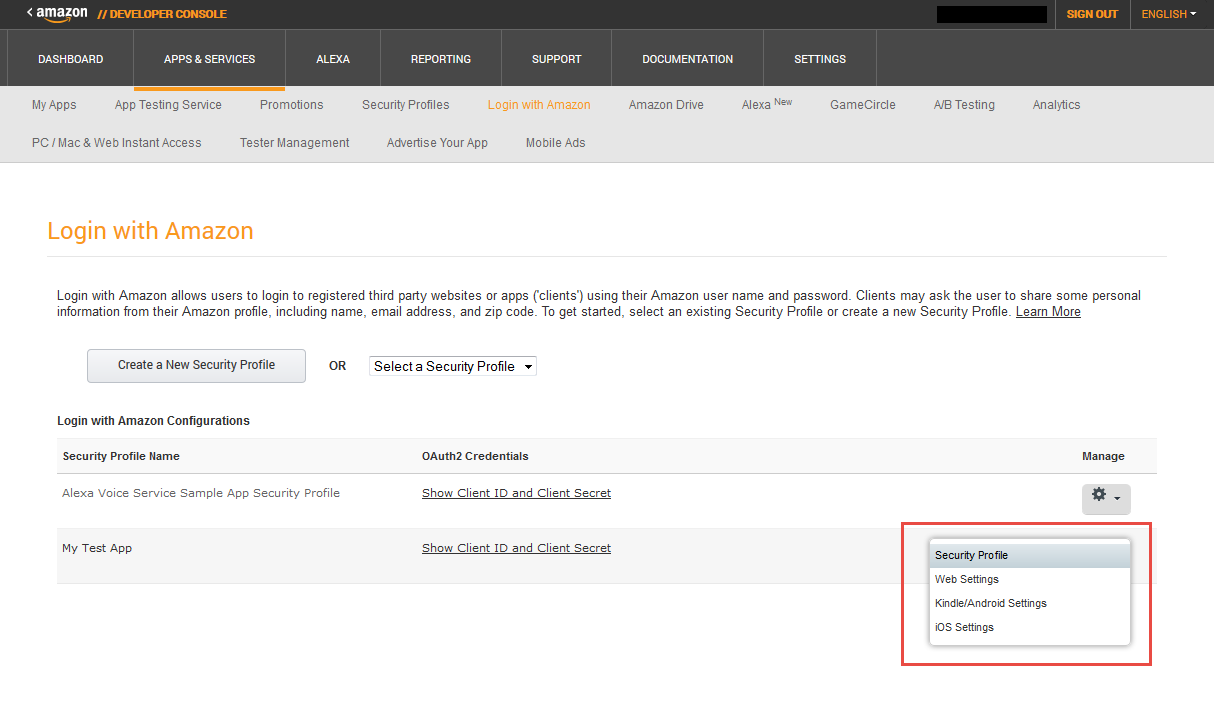 amazon // DEVELOPER CONSOLE SIGN OUT ENGLISH
DASHBOARD APPS & SERVICES ALEXA REPORTING SUPPORT DOCUMENTATION SETTINGS
My Apps App Testing Service Promotions Security Profiles Login with Amazon Amazon Drive Alexa New GameCircle A/B Testing Analytics
PC / Mac & Web Instant Access Tester Management Advertise Your App Mobile Ads
Login with Amazon
Login with Amazon allows users to login to registered third party websites or apps ('clients') using their Amazon user name and password. Clients may ask the user to share some personal
information from their Amazon profile, including name, email address, and zip code. To get started, select an existing Security Profile or create a new Security Profile. Learn More
Create a New Security Profile OR Select a Security Profile
Login with Amazon Configurations
Security Profile Name OAuth2 Credentials Manage
Alexa Voice Service Sample App Security Profile Show Client ID and Client Secret
My Test App Show Client ID and Client Secret
Security Profile
Web Settings
Kindle/Android Settings
iOS Settings